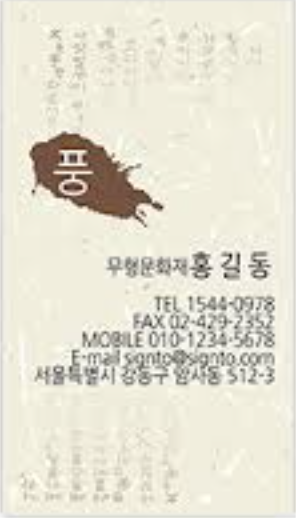 풍
무형문화재 홍 길 동
TEL 1544-0978
FAX 02-429-2352
MOBILE 010-1234-5678
E-mail signto@signto.com
서울특별시 강동구 암사동 512-3